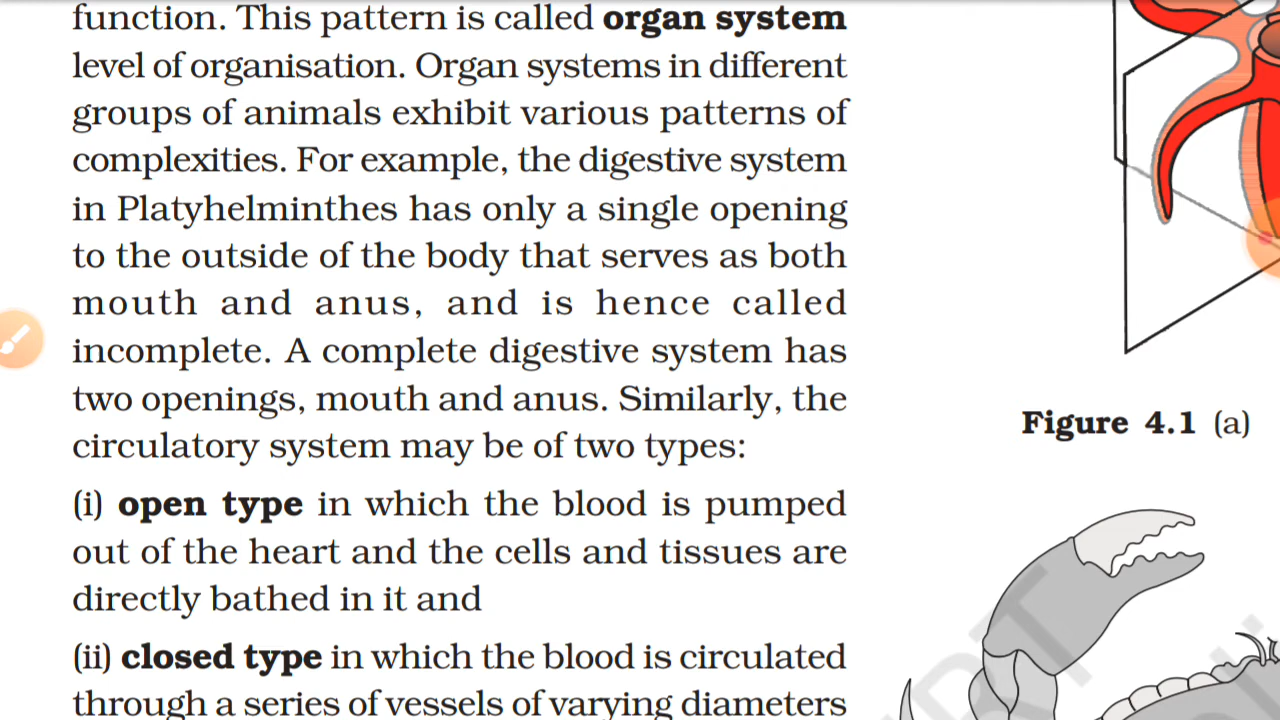 function. This pattern is called organ system
level of organisation. Organ systems in different
groups of animals exhibit various patterns of
complexities. For example, the digestive system
in Platyhelminthes has only a single opening
to the outside of the body that serves as both
mouth and anus, and is hence called
incomplete. A complete digestive system has
two openings, mouth and anus. Similarly, the
circulatory system may be of two types:
(i) open type in which the blood is pumped
out of the heart and the cells and tissues are
directly bathed in it and
(ii) closed type in which the blood is circulated
through a series of vessels of varying diameters
Figure 4.1 (a)